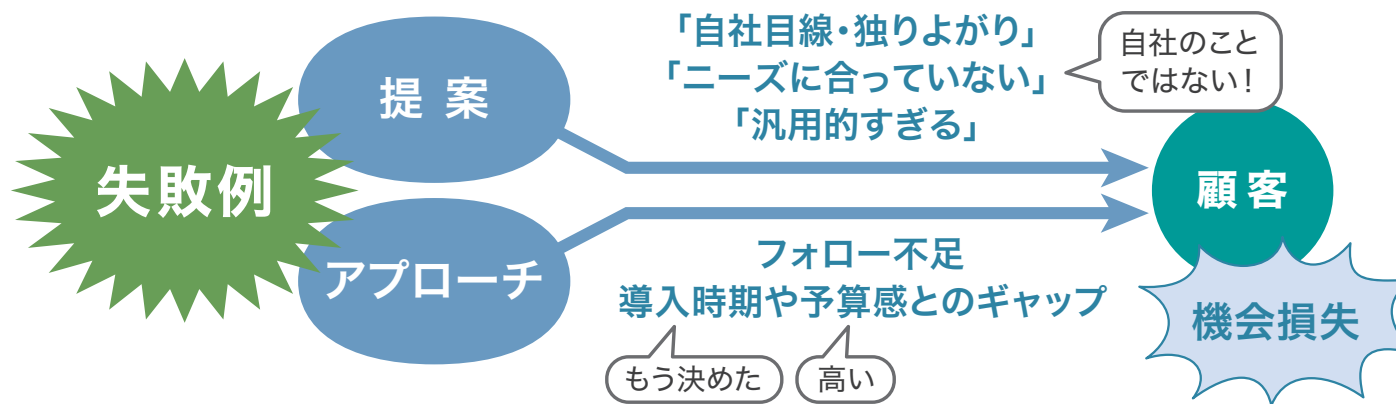 失敗例
提案
アプローチ
「自社目線・独りよがり」
「ニーズに合っていない」
「汎用的すぎる」
自社のこと
ではない！
フォロー不足
導入時期や予算感とのギャップ
もう決めた
高い
顧客
機会損失